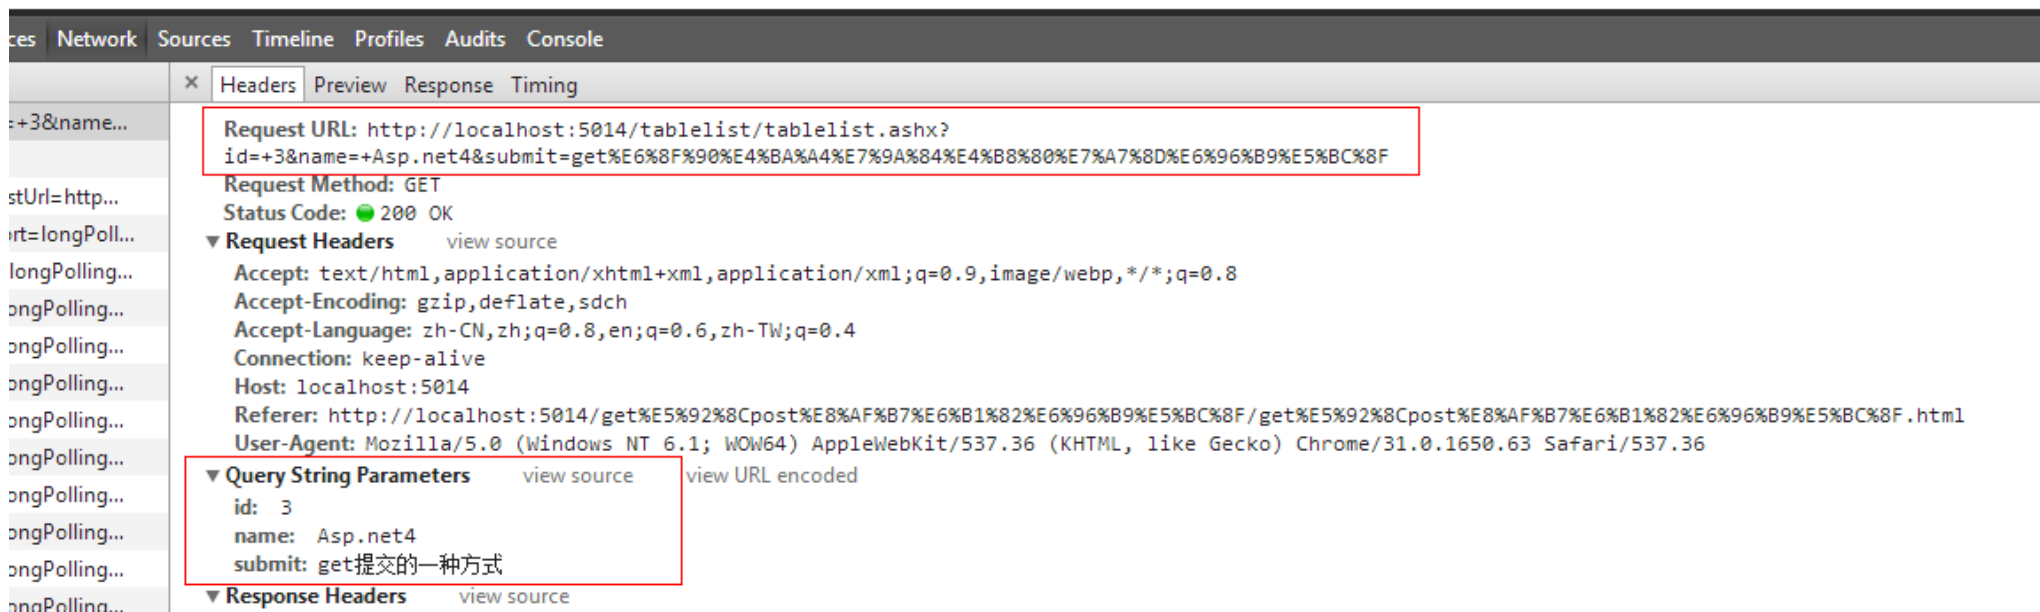 ces Network Sources Timeline Profiles Audits Console
× Headers Preview Response Timing
=+3&name...
stUrl=http...
ort=longPoll...
longPolling...
ongPolling...
ongPolling...
ongPolling...
ongPolling...
ongPolling...
ongPolling...
ongPolling...
ongPolling...
ongPolling...
Request URL: http://localhost:5014/tablelist/tablelist.ashx?
id=+3&name=+Asp.net4&submit=get%E6%8F%90%E4%BA%A4%E7%9A%84%E4%B8%80%E7%A7%8D%E6%96%B9%E5%BC%8F
Request Method: GET
Status Code: 200 OK
▼ Request Headers view source
Accept: text/html,application/xhtml+xml,application/xml;q=0.9,image/webp,*/*;q=0.8
Accept-Encoding: gzip,deflate,sdch
Accept-Language: zh-CN,zh;q=0.8,en;q=0.6,zh-TW;q=0.4
Connection: keep-alive
Host: localhost:5014
Referer: http://localhost:5014/get%E5%92%8Cpost%E8%AF%B7%E6%B1%82%E6%96%B9%E5%BC%8F/get%E5%92%8Cpost%E8%AF%B7%E6%B1%82%E6%96%B9%E5%BC%8F.html
User-Agent: Mozilla/5.0 (Windows NT 6.1; WOW64) AppleWebKit/537.36 (KHTML, like Gecko) Chrome/31.0.1650.63 Safari/537.36
▼ Query String Parameters view source view URL encoded
id: 3
name: Asp.net4
submit: get提交的一种方式
▼ Response Headers view source